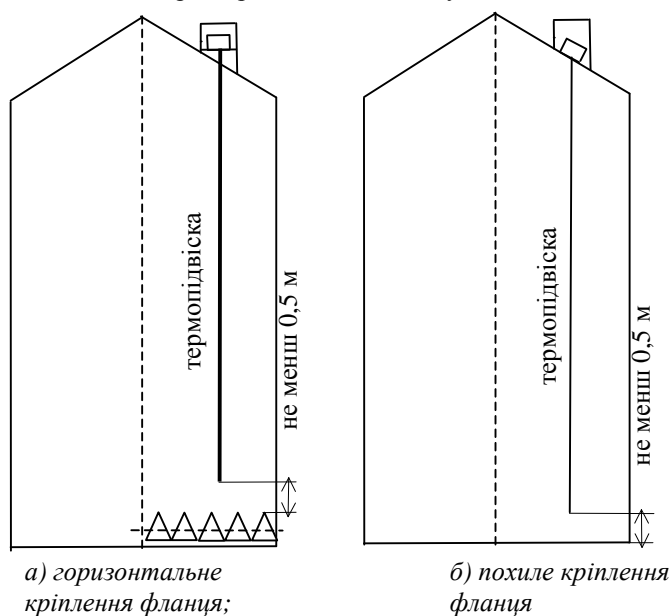 термопідвіска
не менш 0,5 м
термопідвіска
не менш 0,5 м
а) горизонтальне
кріплення фланця;
б) похиле кріплення
фланця